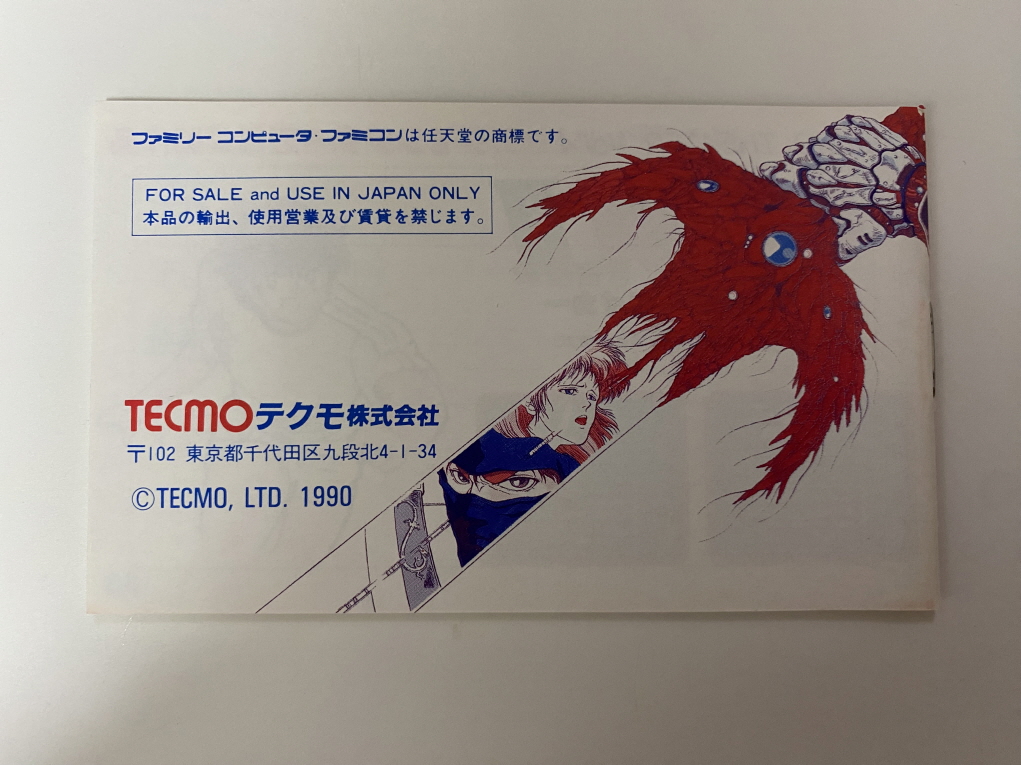 ファミリー コンピュータ・ファミコンは任天堂の商標です。
FOR SALE and USE IN JAPAN ONLY
本品の輸出、使用営業及び賃貸を禁じます。
TECMOテクモ株式会社
〒102 東京都千代田区九段北4-1-34
©TECMO, LTD. 1990